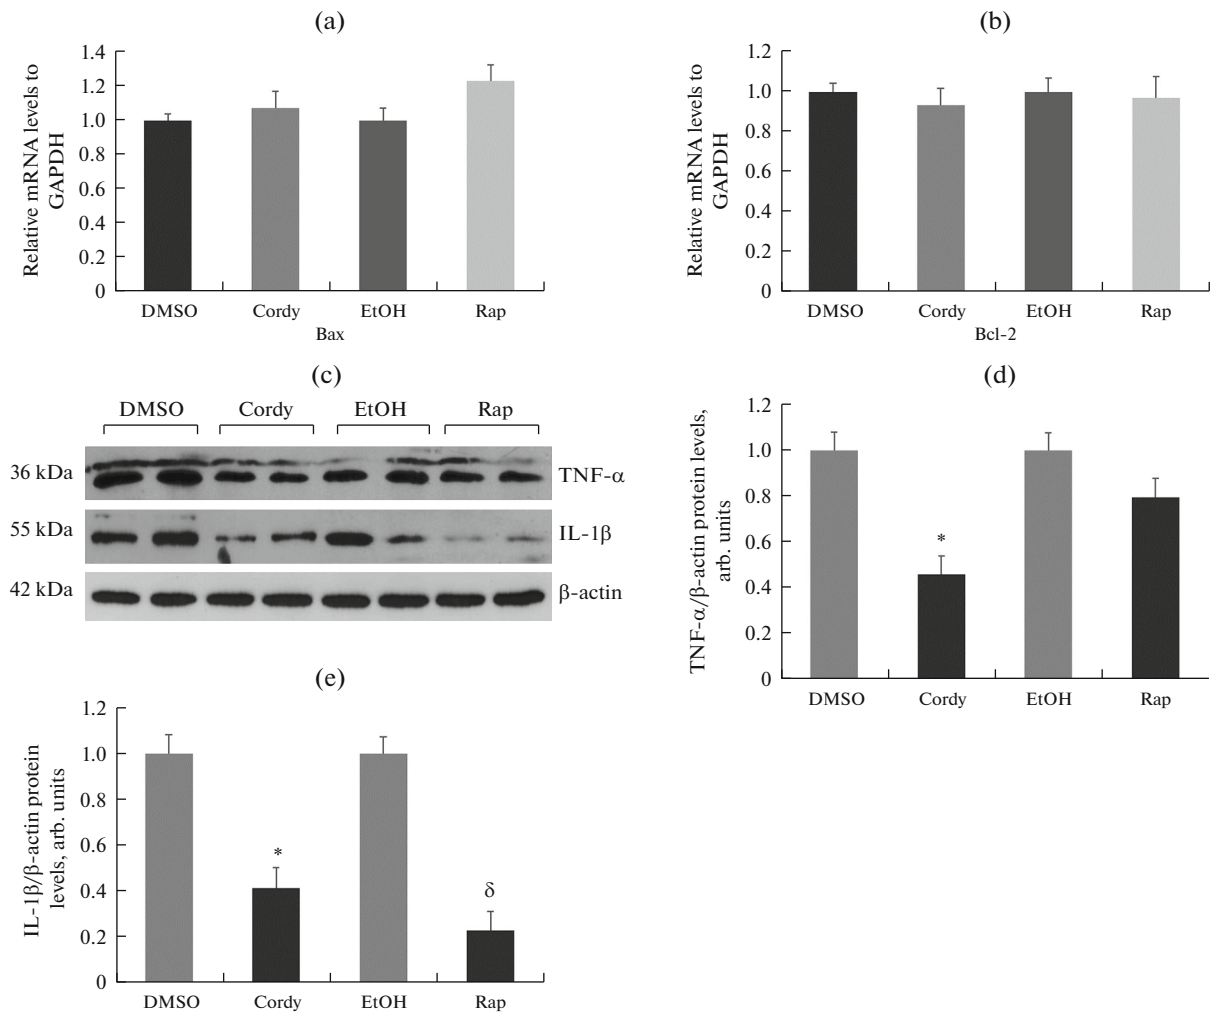 (a)
Relative mRNA levels to
GAPDH
1.4
1.2
1.0
0.8
0.6
0.4
0.2
0
DMSO Cordy EtOH Rap
Bax
(b)
Relative mRNA levels to
GAPDH
1.2
1.0
0.8
0.6
0.4
0.2
0
DMSO Cordy EtOH Rap
Bcl-2
(c)
DMSO Cordy EtOH Rap
36 kDa TNF-α
55 kDa IL-1β
42 kDa β-actin
(d)
TNF-α/β-actin protein levels,
arb. units
1.2
1.0
0.8
0.6
0.4
0.2
0
*
DMSO Cordy EtOH Rap
(e)
IL-1β/β-actin protein
levels, arb. units
1.2
1.0
0.8
0.6
0.4
0.2
0
*
δ
DMSO Cordy EtOH Rap